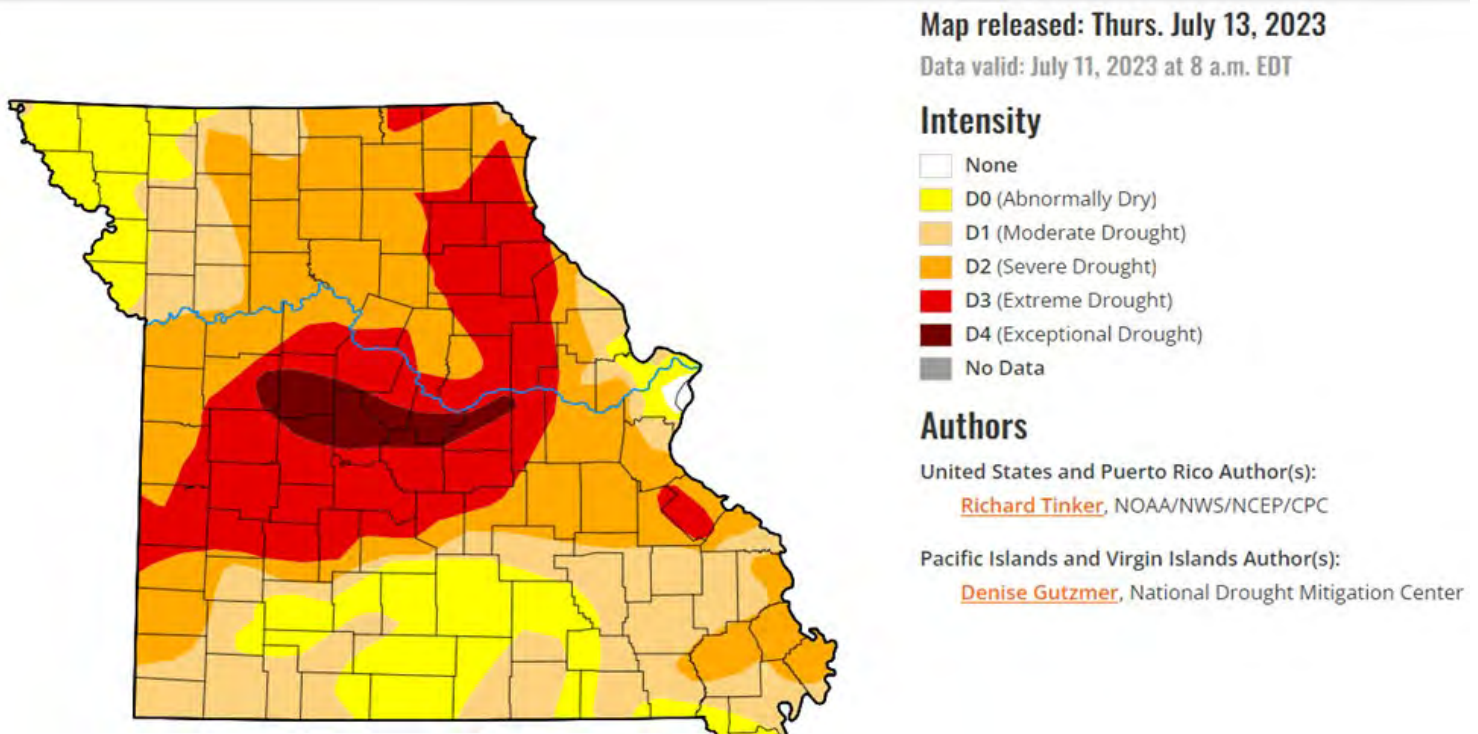 Map released: Thurs. July 13, 2023
Data valid: July 11, 2023 at 8 a.m. EDT
Intensity
None
D0 (Abnormally Dry)
D1 (Moderate Drought)
D2 (Severe Drought)
D3 (Extreme Drought)
D4 (Exceptional Drought)
No Data
Authors
United States and Puerto Rico Author(s):
Richard Tinker, NOAA/NWS/NCEP/CPC
Pacific Islands and Virgin Islands Author(s):
Denise Gutzmer, National Drought Mitigation Center